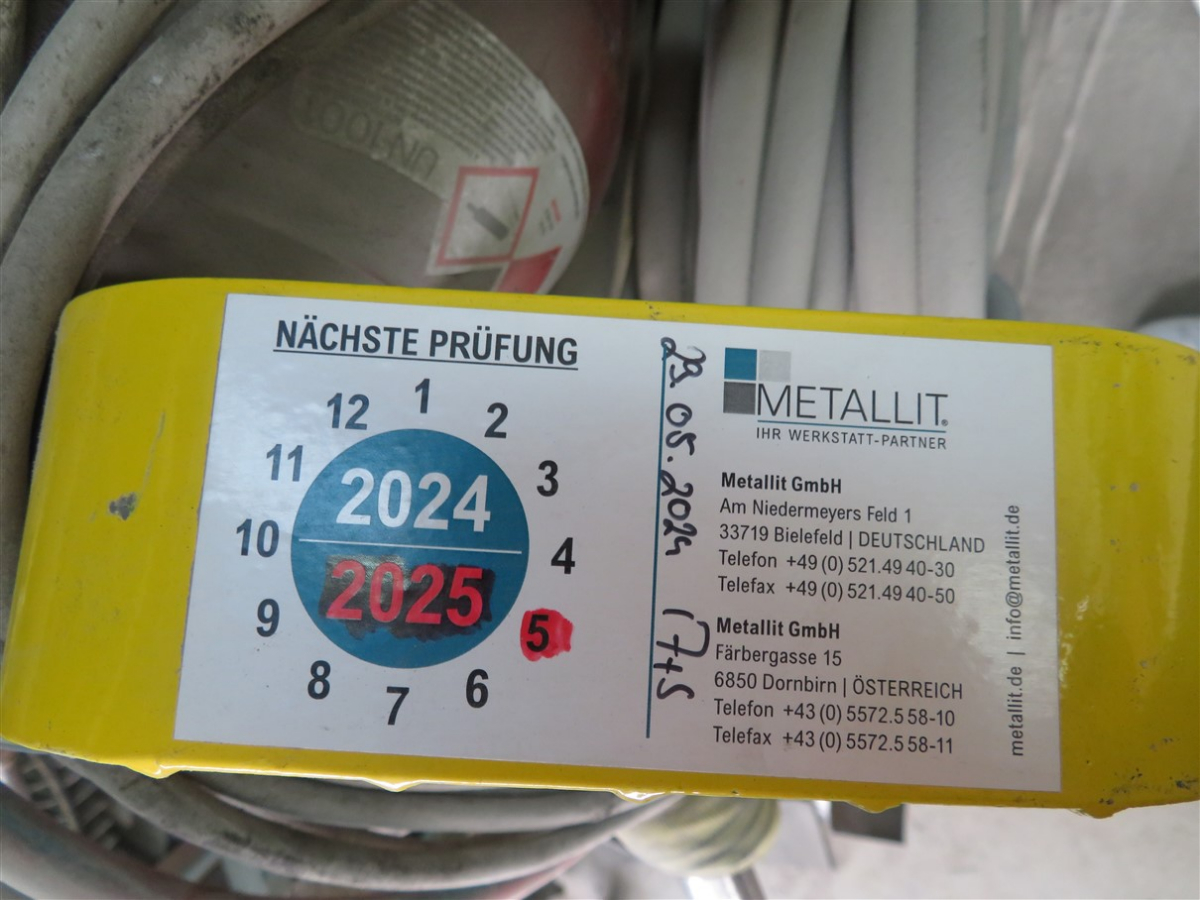 UN-1001
NÄCHSTE PRÜFUNG
12 1 2
11 3
10 4
9 5
8 7 6
2024
2025
29.05.2024
METALLIT®
IHR WERKSTATT-PARTNER
Metallit GmbH
Am Niedermeyers Feld 1
33719 Bielefeld | DEUTSCHLAND
Telefon +49 (0) 521.49 40-30
Telefax +49 (0) 521.49 40-50
Metallit GmbH
Färbergasse 15
6850 Dornbirn | ÖSTERREICH
Telefon +43 (0) 5572.5 58-10
Telefax +43 (0) 5572.5 58-11
metallit.de | info@metallit.de